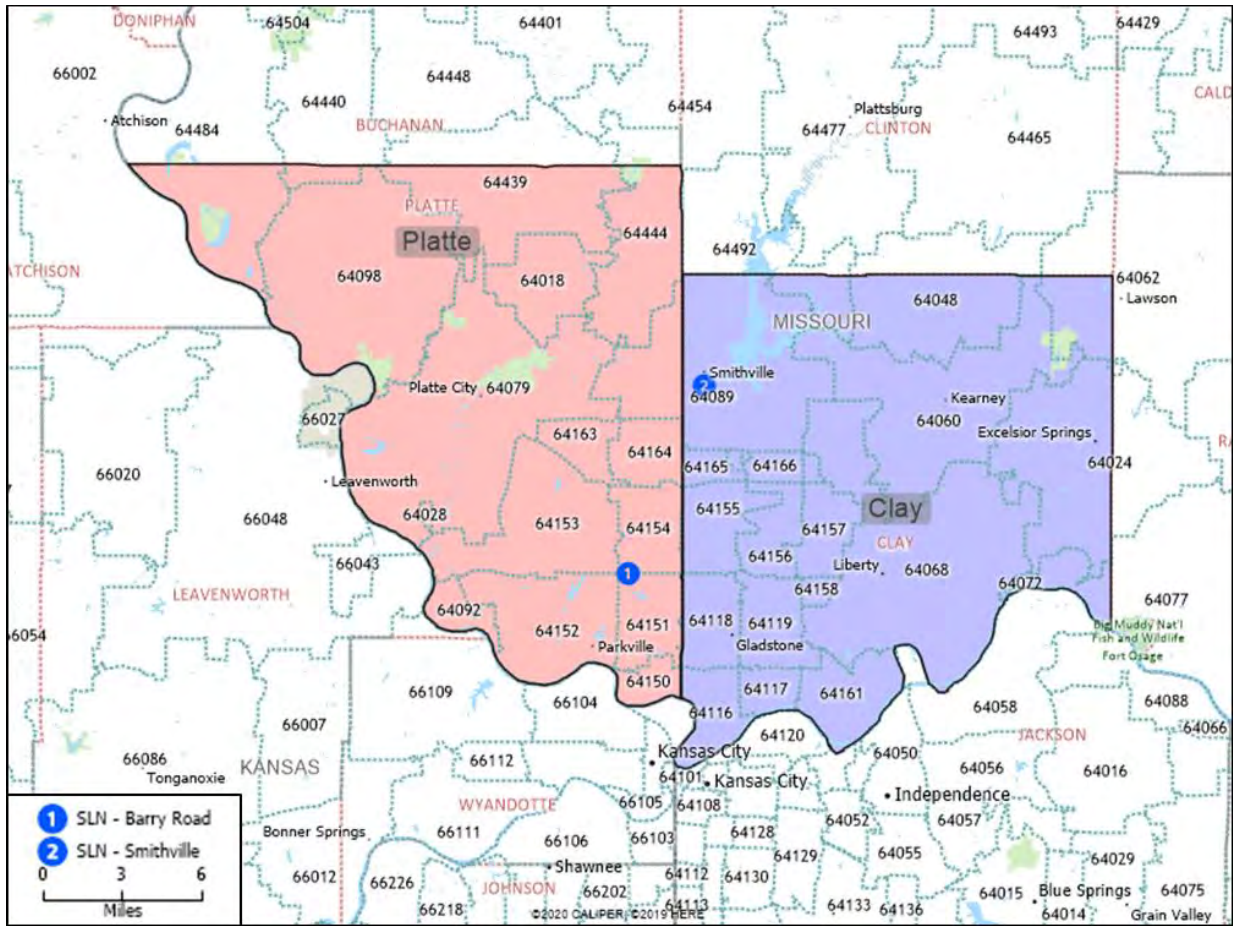 DONIPHAN
64504
64401
64493
64429
66002
64448
64440
64454
CALD
Atchison
64484
BUCHANAN
Plattsburg
64477
CLINTON
64465
64439
PLATTE
Platte
64444
64492
ATCHISON
64098
64018
64062
Lawson
64048
MISSOURI
Smithville
2
64089
Platte City
64079
Kearney
64060
66027
64163
Excelsior Springs
64164
64165
64166
64024
66020
Leavenworth
66048
64028
64153
64154
64155
Clay
64157
CLAY
64156
Liberty
64068
66043
1
64158
64072
LEAVENWORTH
64092
64077
66054
64152
64151
64118
64119
Big Muddy Nat'l
Fish and Wildlife
Fort Osage
Parkville
Gladstone
66109
64150
64117
64161
66104
64088
66007
64116
64058
64066
64120
JACKSON
66086
Tonganoxie
KANSAS
66112
Kansas City
64050
64056
64016
64101
Kansas City
Independence
WYANDOTTE
66105
64108
1 SLN - Barry Road
2 SLN - Smithville
0 3 6
Miles
Bonner Springs
66111
66106
66103
64128
64052
64057
66012
Shawnee
64129
64055
64029
66226
JOHNSON
66202
64112
64130
64015
Blue Springs
64075
66218
64113
64133
64136
64014
Grain Valley
©2020 CALIPER; ©2019 HERE